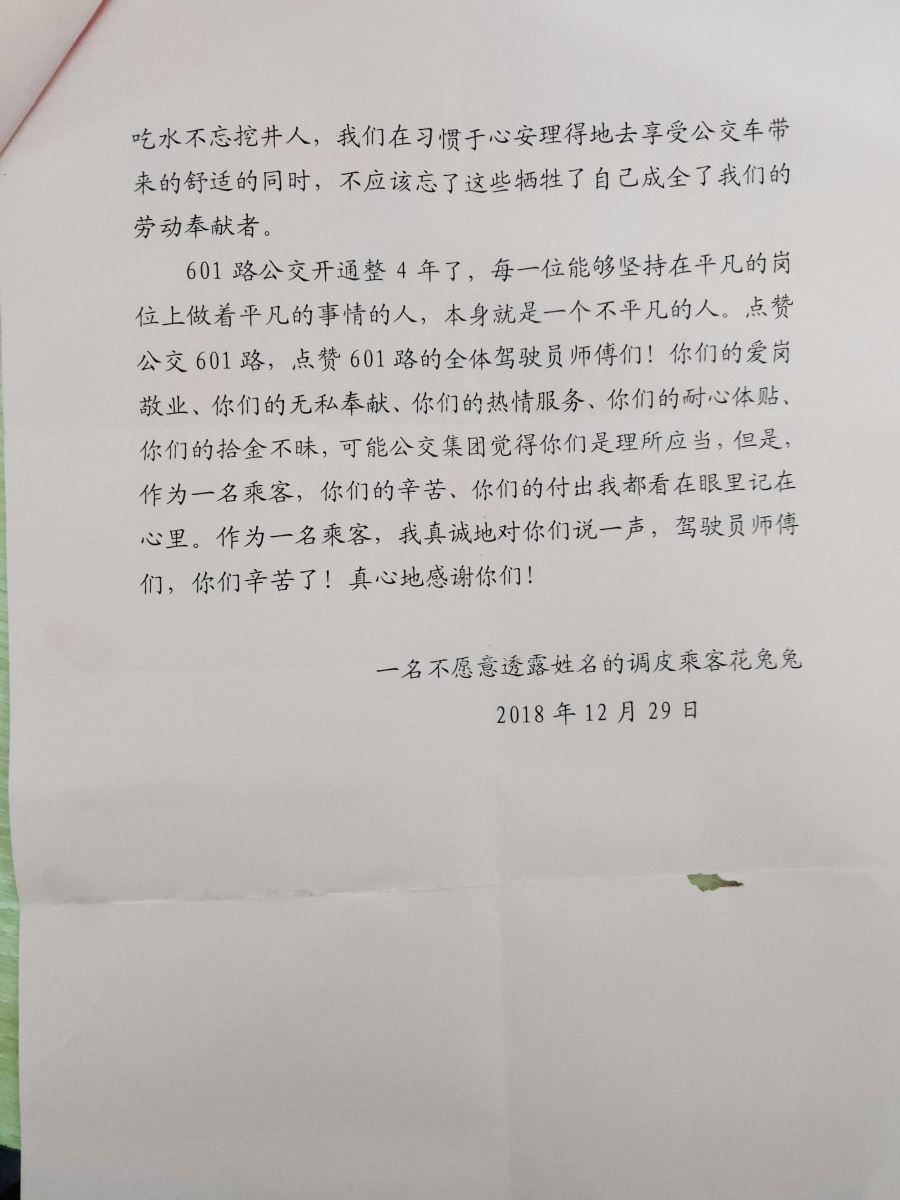 吃水不忘挖井人，我们在习惯于心安理得地去享受公交车带
来的舒适的同时，不应该忘了这些牺牲了自己成全了我们的
劳动奉献者。
601 路公交开通整 4 年了，每一位能够坚持在平凡的岗
位上做着平凡的事情的人，本身就是一个不平凡的人。点赞
公交 601 路，点赞 601 路的全体驾驶员师傅们！你们的爱岗
敬业、你们的无私奉献、你们的热情服务、你们的耐心体贴、
你们的拾金不昧，可能公交集团觉得你们是理所应当，但是，
作为一名乘客，你们的辛苦、你们的付出我都看在眼里记在
心里。作为一名乘客，我真诚地对你们说一声，驾驶员师傅
们，你们辛苦了！真心地感谢你们！
一名不愿意透露姓名的调皮乘客花兔兔
2018 年 12 月 29 日